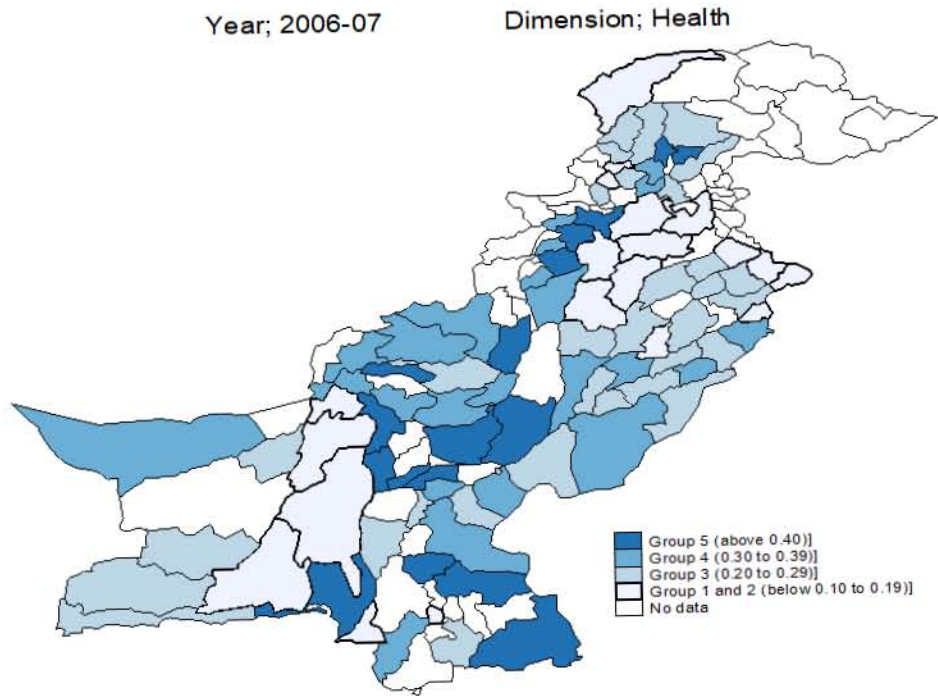 Year; 2006-07 Dimension; Health
Group 5 (above 0.40)]
Group 4 (0.30 to 0.39)]
Group 3 (0.20 to 0.29)]
Group 1 and 2 (below 0.10 to 0.19)]
No data